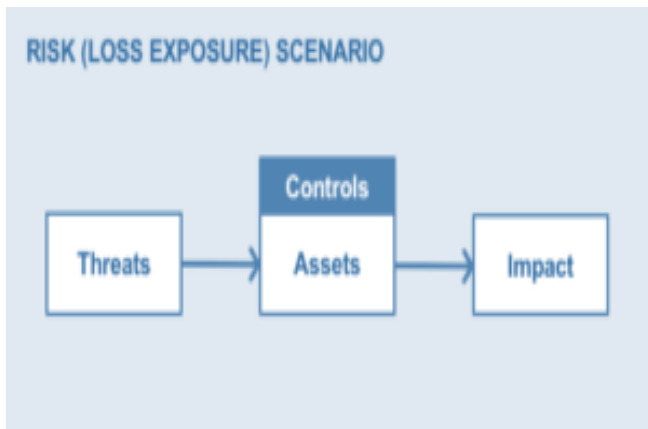 RISK (LOSS EXPOSURE) SCENARIO
Controls
Threats
Assets
Impact